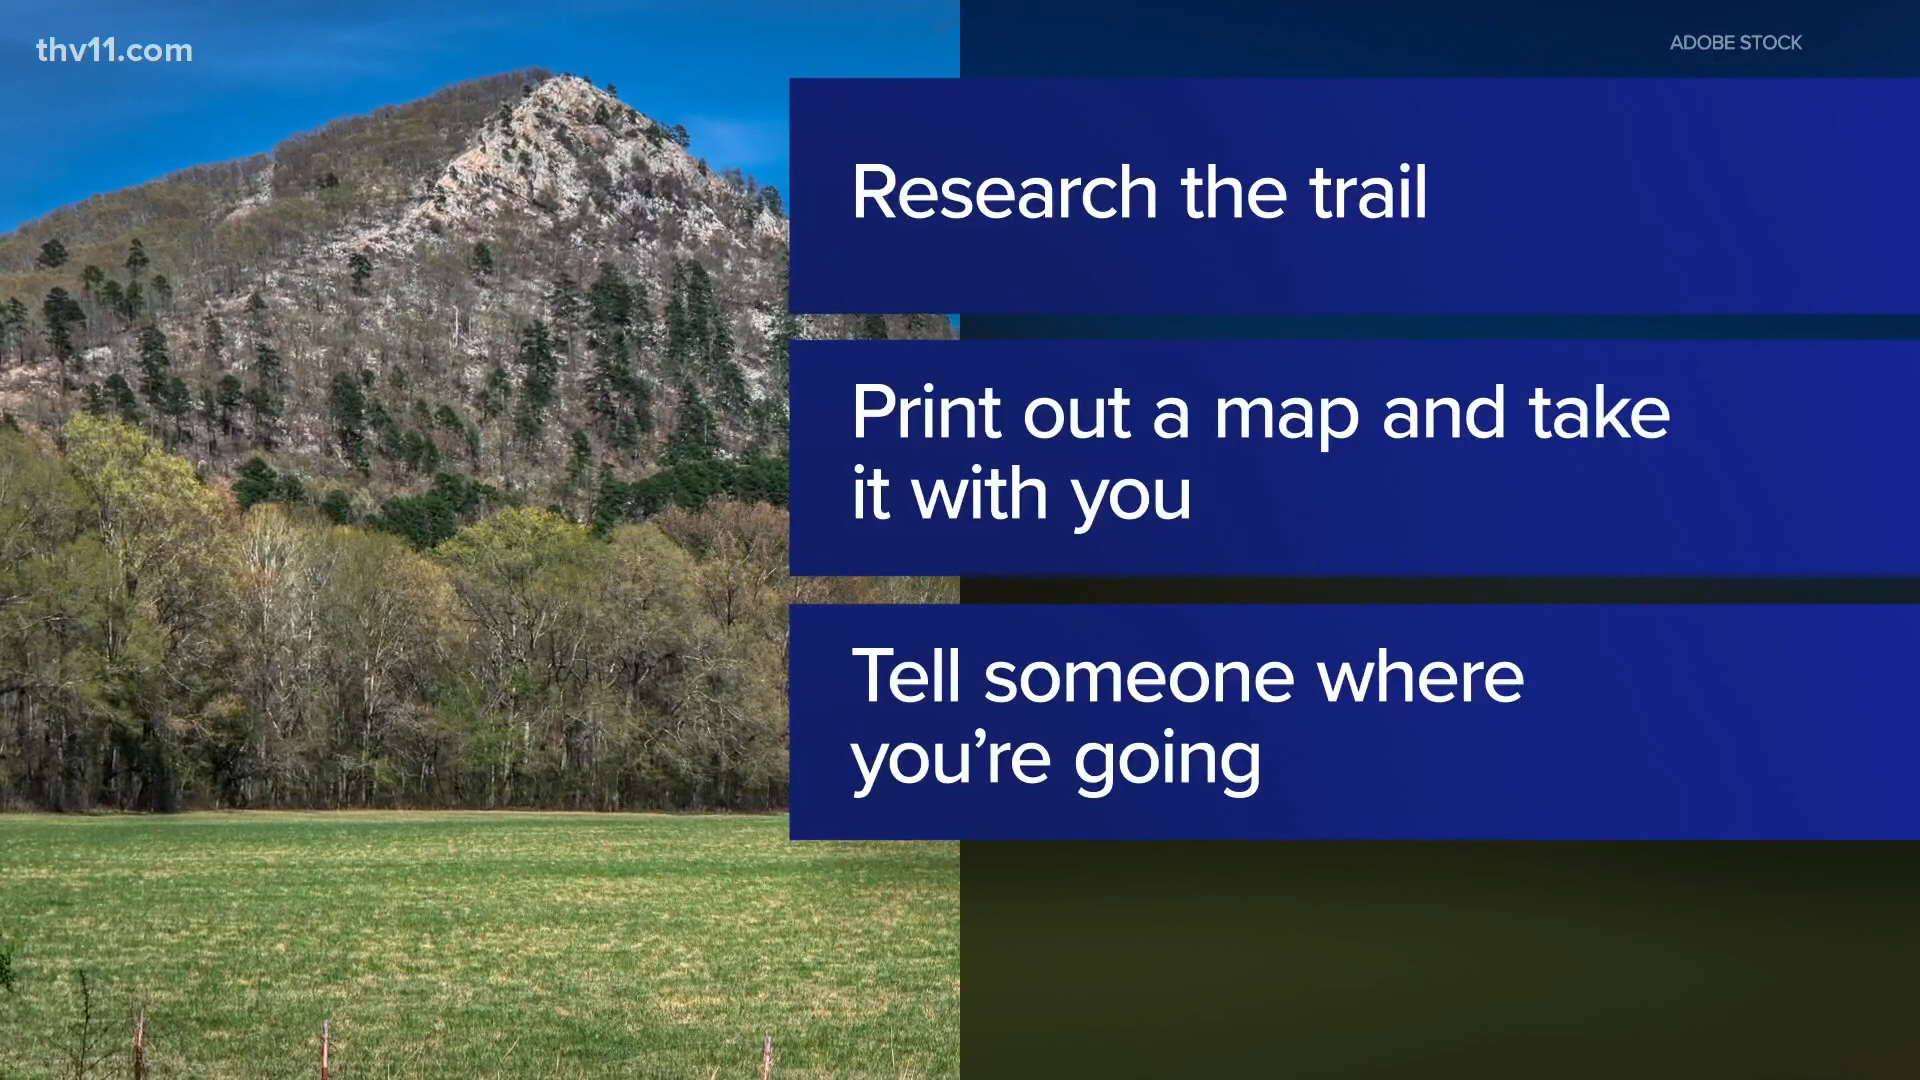 thv11.com
ADOBE STOCK
Research the trail
Print out a map and take
it with you
Tell someone where
you’re going